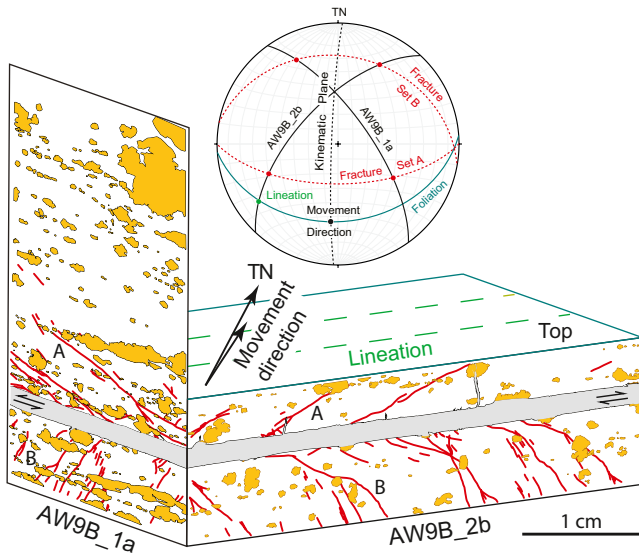 TN
Fracture
Set B
Kinematic Plane
AW9B_2b
AW9B_1a
Fracture
Set A
Lineation
Movement
Direction
Foliation
TN
Movement
direction
Top
Lineation
A
A
B
B
AW9B_1a
AW9B_2b
1 cm